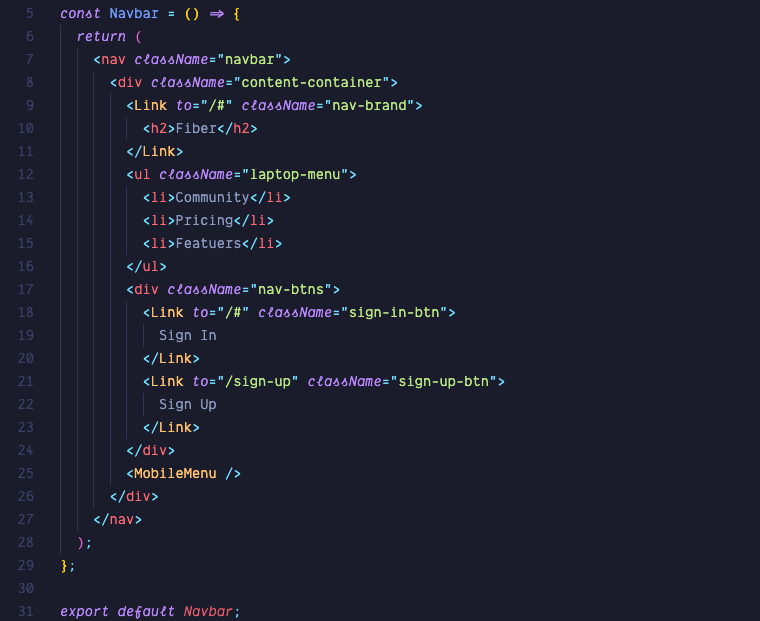 5 const Navbar = () => {
6 return (
7 <nav className="navbar">
8 <div className="content-container">
9 <Link to="/#" className="nav-brand">
10 <h2>Fiber</h2>
11 </Link>
12 <ul className="laptop-menu">
13 <li>Community</li>
14 <li>Pricing</li>
15 <li>Featuers</li>
16 </ul>
17 <div className="nav-btns">
18 <Link to="/#" className="sign-in-btn">
19 Sign In
20 </Link>
21 <Link to="/sign-up" className="sign-up-btn">
22 Sign Up
23 </Link>
24 </div>
25 <MobileMenu />
26 </div>
27 </nav>
28 );
29 };
30
31 export default Navbar;